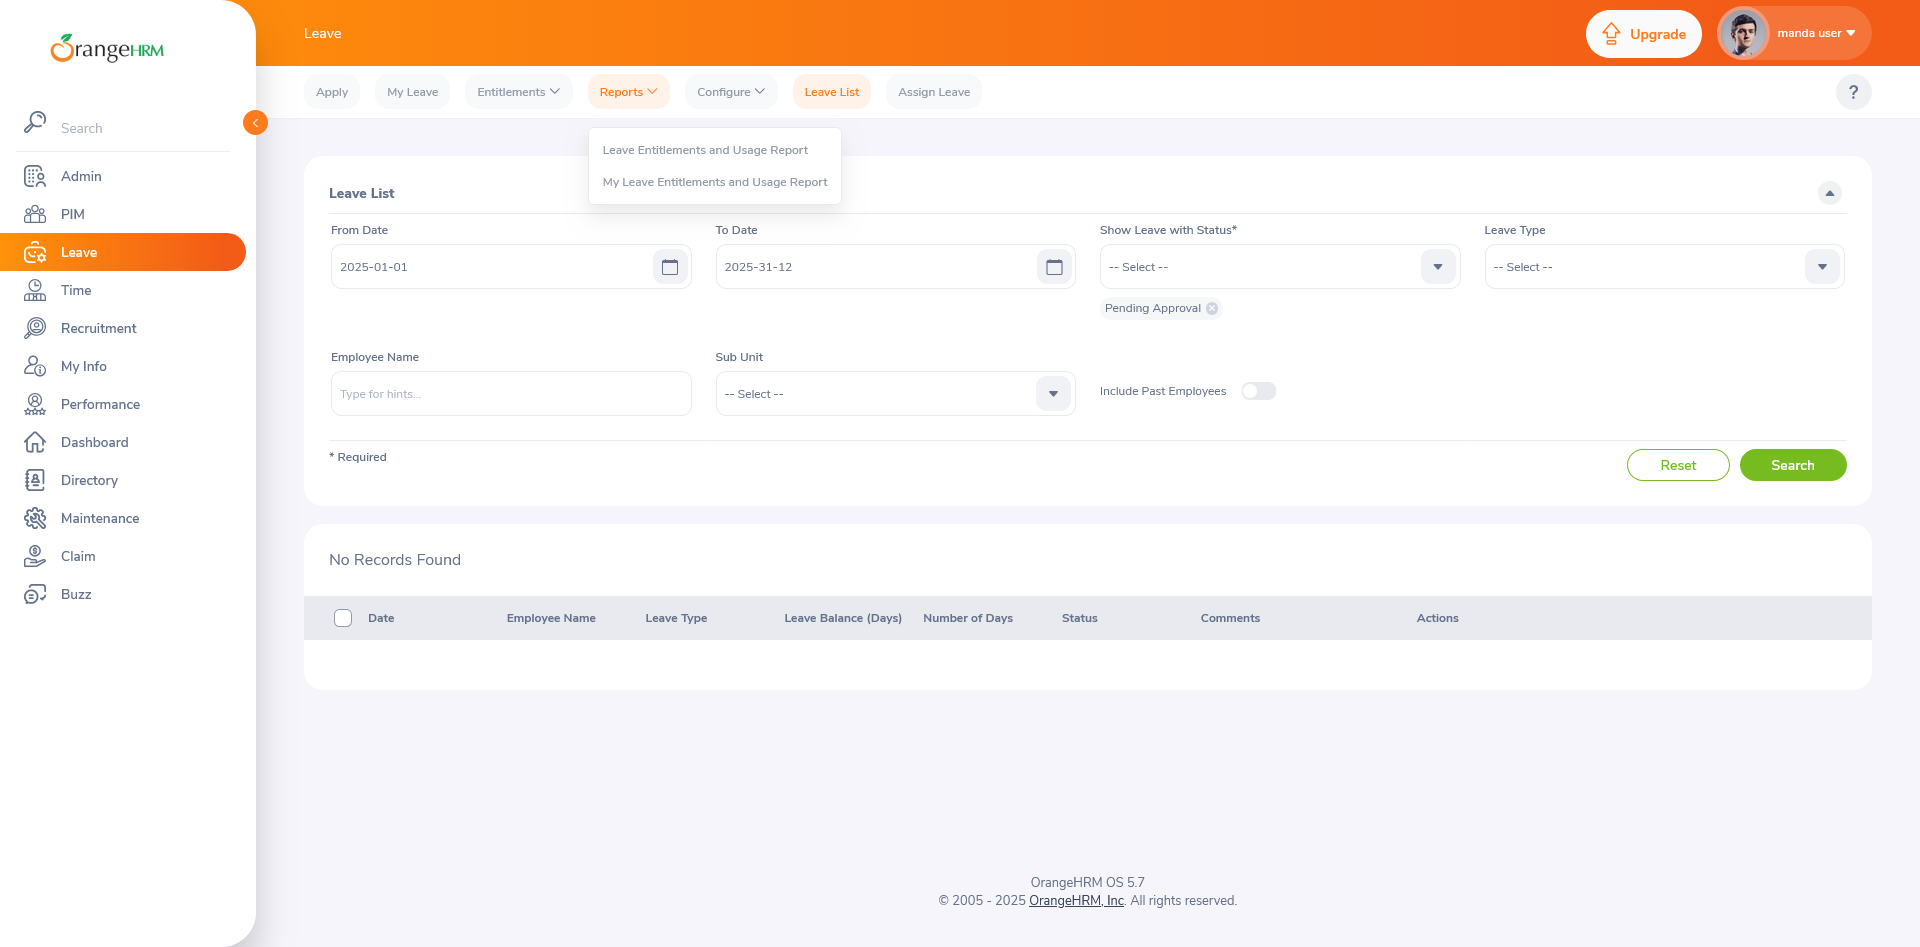 OrangeHRM
Leave
Upgrade
manda user
Apply
My Leave
Entitlements
Reports
Configure
Leave List
Assign Leave
?
Search
Leave Entitlements and Usage Report
My Leave Entitlements and Usage Report
Admin
PIM
Leave
Time
Recruitment
My Info
Performance
Dashboard
Directory
Maintenance
Claim
Buzz
Leave List
From Date
To Date
Show Leave with Status*
Leave Type
2025-01-01
2025-31-12
-- Select --
-- Select --
Pending Approval
Employee Name
Sub Unit
Type for hints...
-- Select --
Include Past Employees
* Required
Reset
Search
No Records Found
Date
Employee Name
Leave Type
Leave Balance (Days)
Number of Days
Status
Comments
Actions
OrangeHRM OS 5.7
© 2005 - 2025 OrangeHRM, Inc. All rights reserved.